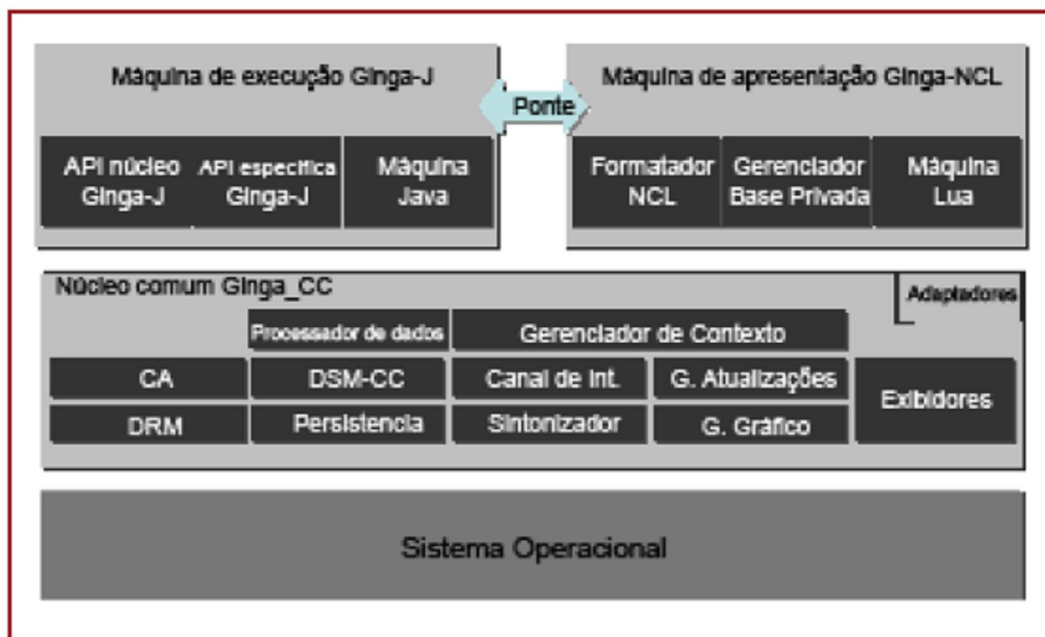 Máquina de execução Ginga-J
Ponte
Máquina de apresentação Ginga-NCL
API núcleo
Ginga-J
API especifica
Ginga-J
Máquina
Java
Formatador
NCL
Gerenciador
Base Privada
Máquina
Lua
Núcleo comum Ginga_CC
Adaptadores
Processador de dados
Gerenciador de Contexto
CA
DSM-CC
Canal de Int.
G. Atualizações
Exibidores
DRM
Persistencia
Sintonizador
G. Gráfico
Sistema Operacional